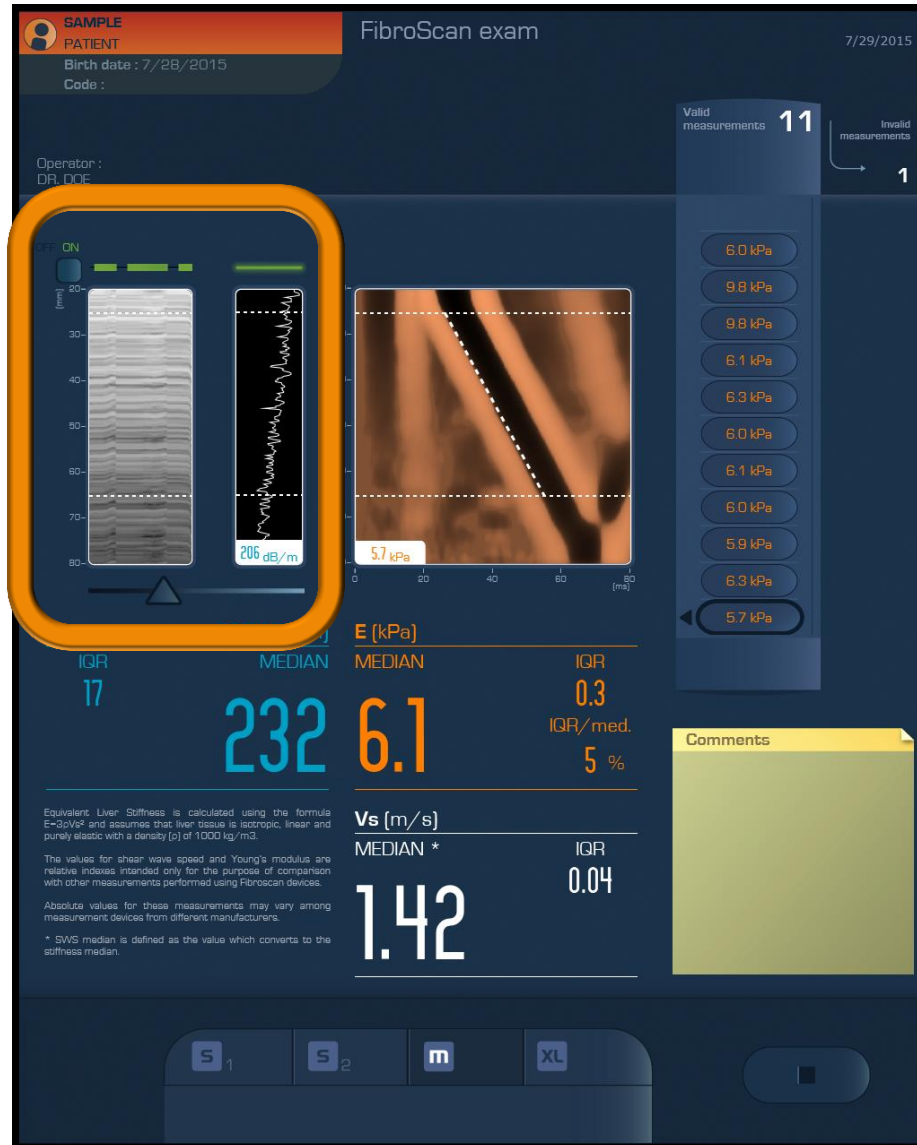 SAMPLE
PATIENT
Birth date : 7/28/2015
Code :
FibroScan exam
7/29/2015
Operator :
DR. DOE
Valid
measurements 11
Invalid
measurements
1
6.0 kPa
9.8 kPa
9.8 kPa
6.1 kPa
6.3 kPa
6.0 kPa
6.1 kPa
6.0 kPa
5.9 kPa
6.3 kPa
5.7 kPa
OFF ON
[mm]
20
30
40
50
60
70
80
206 dB/m
5.7 kPa
0 20 40 60 80
[ms]
IQR MEDIAN
17
232
E (kPa)
MEDIAN IQR
6.1
0.3
IQR/med.
5 %
Vs (m/s)
MEDIAN * IQR
1.42
0.04
Equivalent Liver Stiffness is calculated using the formula
E=3ρVs² and assumes that liver tissue is isotropic, linear and
purely elastic with a density (ρ) of 1000 kg/m3.
The values for shear wave speed and Young's modulus are
relative indexes intended only for the purpose of comparison
with other measurements performed using Fibroscan devices.
Absolute values for these measurements may vary among
measurement devices from different manufacturers.
* SWS median is defined as the value which converts to the
stiffness median.
Comments
S 1
S 2
m
XL